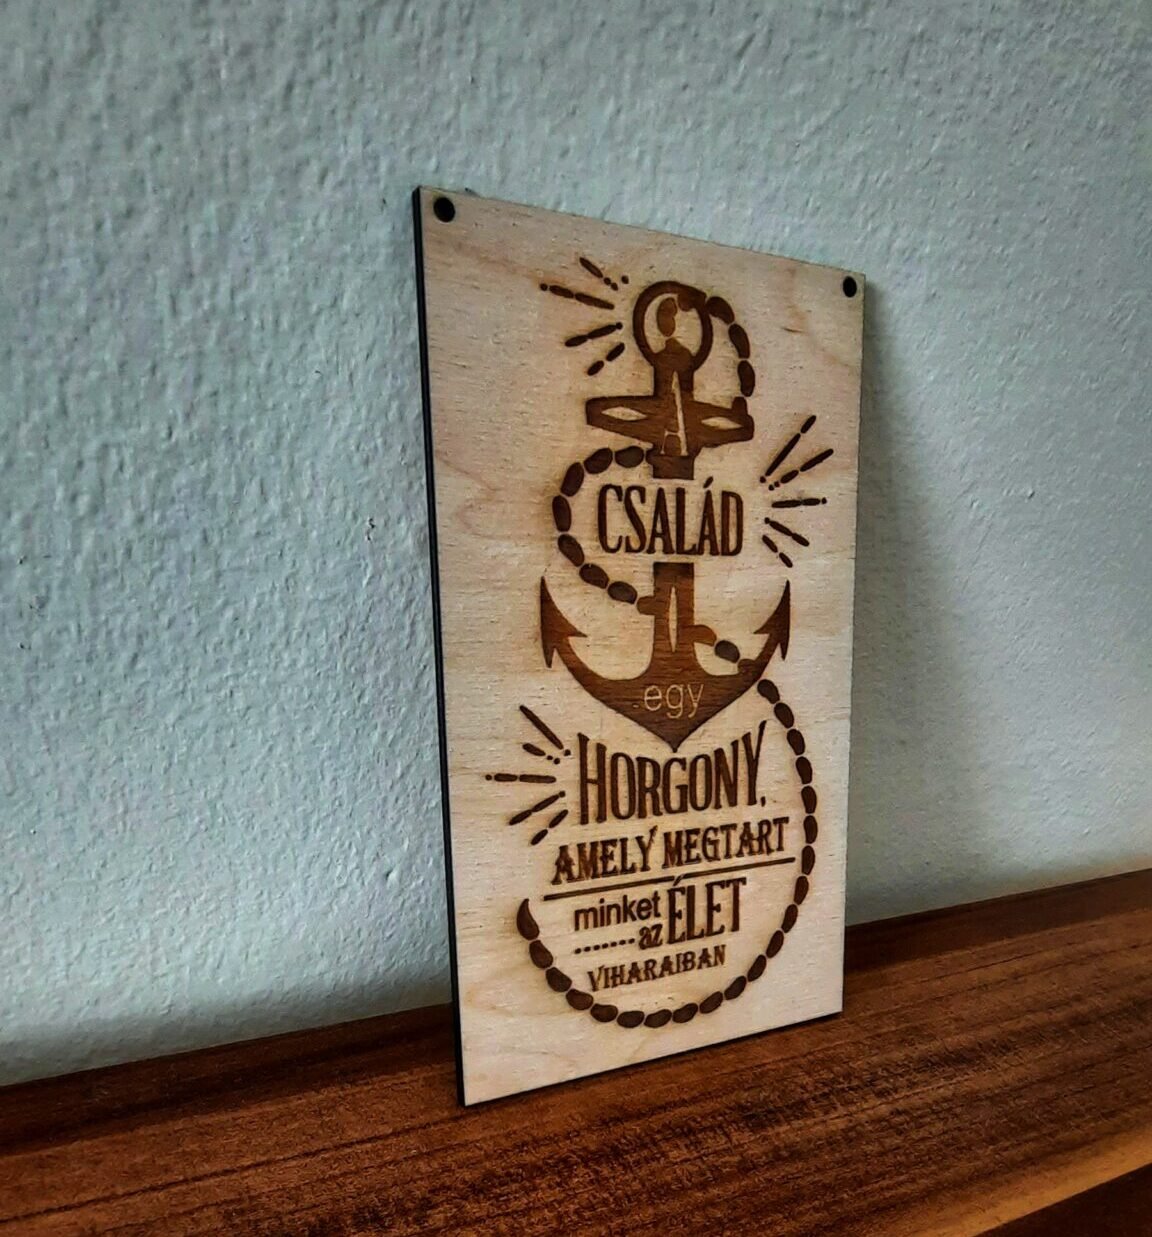 A
CSALÁD
egy
HORGONY,
AMELY MEGTART
minket
az ÉLET
VIHARAIBAN